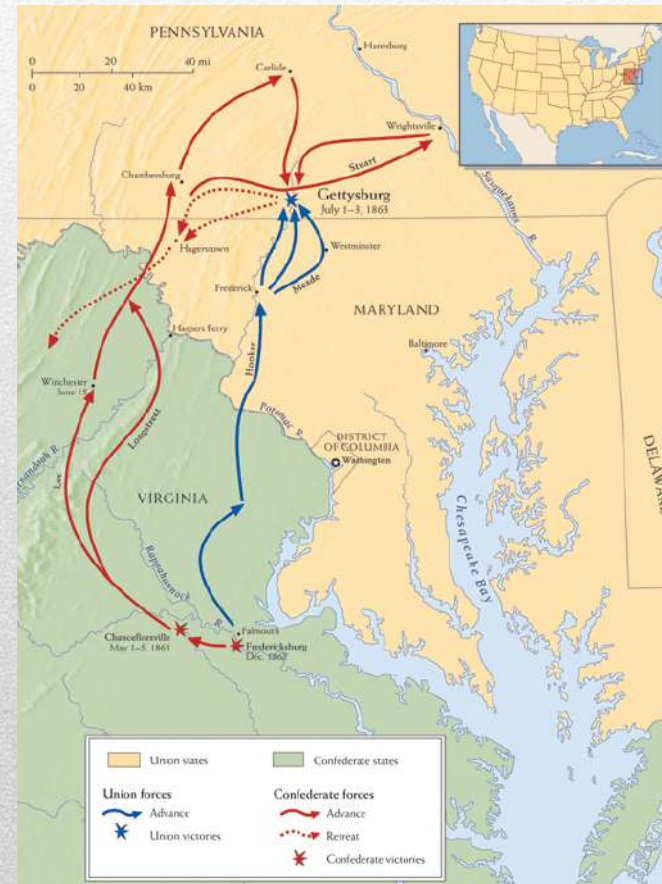 PENNSYLVANIA
0 20 40 mi
0 20 40 km
Carlisle
Harrisburg
Wrightsville
Chambersburg
Stuart
Susquehanna R.
Gettysburg
July 1–3, 1863
Hagerstown
Westminster
Frederick
Meade
MARYLAND
Harpers Ferry
Baltimore
Hooker
Winchester
June 15
Longstreet
Potomac R.
DISTRICT
OF COLUMBIA
Washington
DELAWARE
Lee
VIRGINIA
Chesapeake Bay
Rappahannock R.
Falmouth
Chancellorsville
May 1–5, 1861
Fredericksburg
Dec. 1862
Union states
Confederate states
Union forces
Advance
Union victories
Confederate forces
Advance
Retreat
Confederate victories